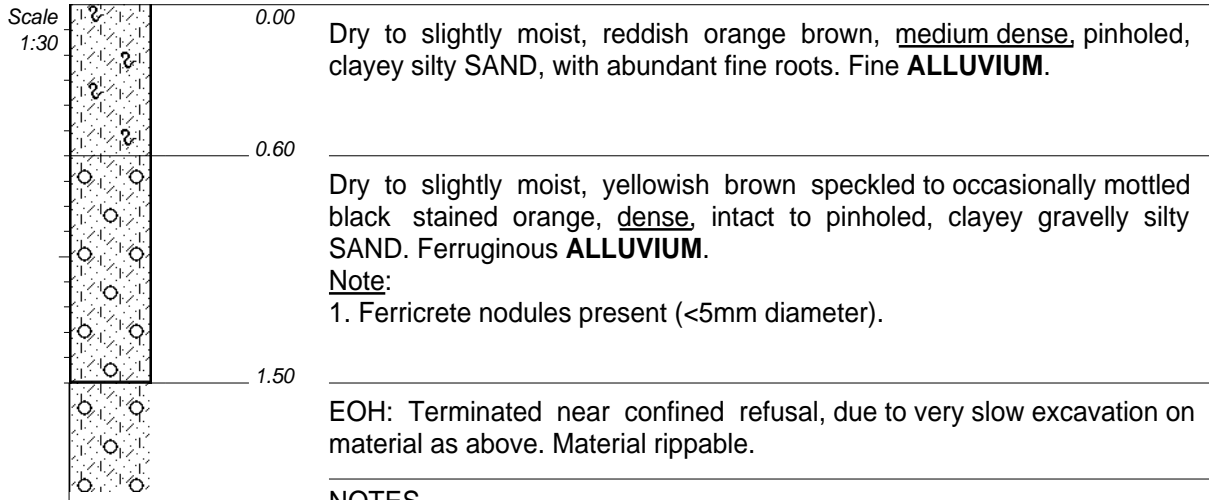 Scale
1:30
0.00
Dry to slightly moist, reddish orange brown, medium dense, pinholed,
clayey silty SAND, with abundant fine roots. Fine ALLUVIUM.
0.60
Dry to slightly moist, yellowish brown speckled to occasionally mottled
black stained orange, dense, intact to pinholed, clayey gravelly silty
SAND. Ferruginous ALLUVIUM.
Note:
1. Ferricrete nodules present (<5mm diameter).
1.50
EOH: Terminated near confined refusal, due to very slow excavation on
material as above. Material rippable.
NOTES